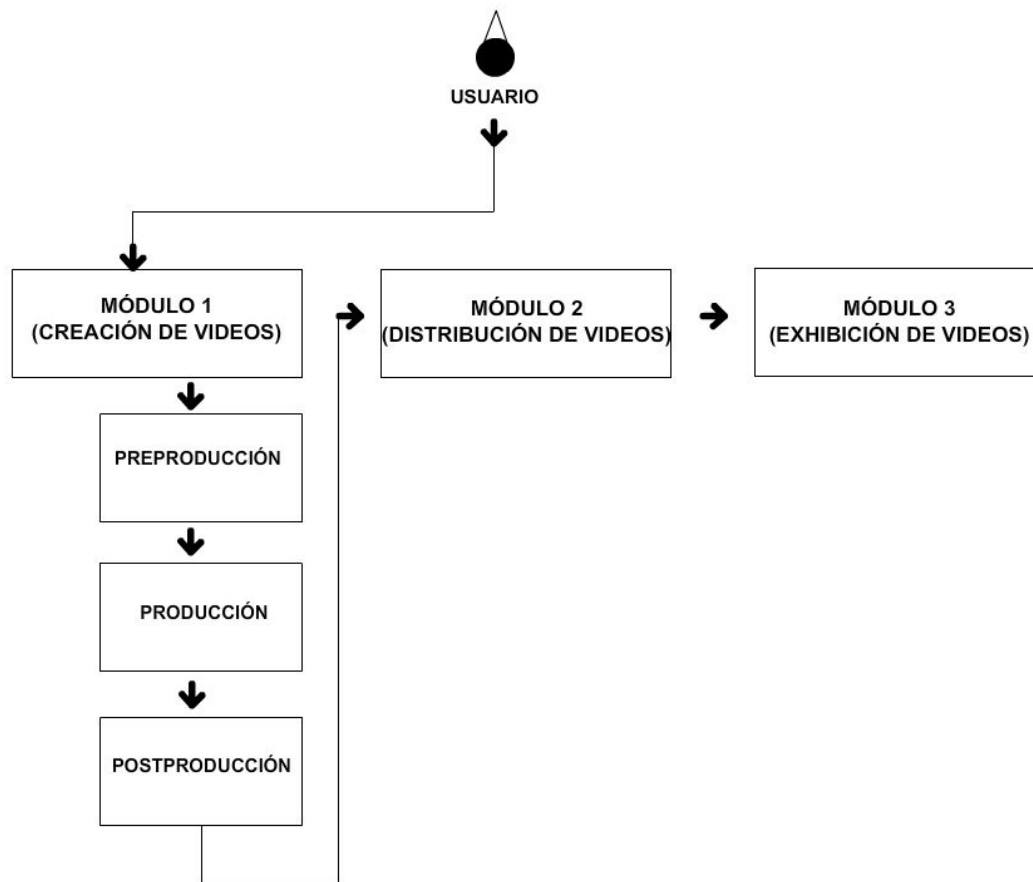 USUARIO
MÓDULO 1
(CREACIÓN DE VIDEOS)
MÓDULO 2
(DISTRIBUCIÓN DE VIDEOS)
MÓDULO 3
(EXHIBICIÓN DE VIDEOS)
PREPRODUCCIÓN
PRODUCCIÓN
POSTPRODUCCIÓN